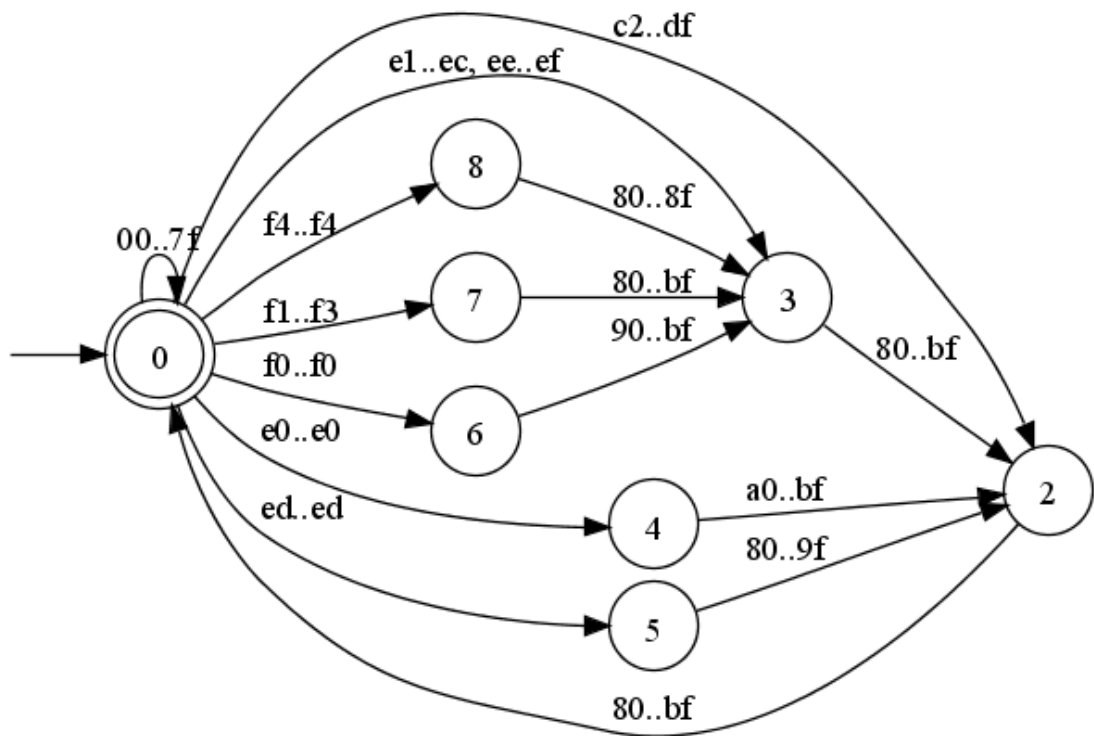 c2..df
e1..ec, ee..ef
8
80..8f
f4..f4
00..7f
7
80..bf
3
f1..f3
90..bf
0
f0..f0
80..bf
6
e0..e0
a0..bf
2
ed..ed
4
80..9f
5
80..bf